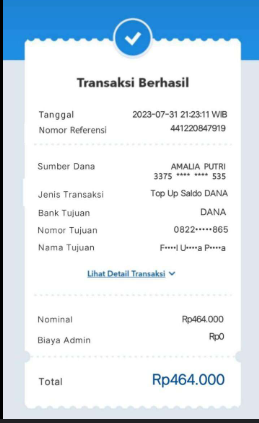 Transaksi Berhasil
Tanggal 2023-07-31 21:23:11 WIB
Nomor Referensi 441220847919
Sumber Dana AMALIA PUTRI
3375 **** **** 535
Jenis Transaksi Top Up Saldo DANA
Bank Tujuan DANA
Nomor Tujuan 0822•••••865
Nama Tujuan F••••l U••••a P••••a
Lihat Detail Transaksi
Nominal Rp464.000
Biaya Admin Rp0
Total Rp464.000